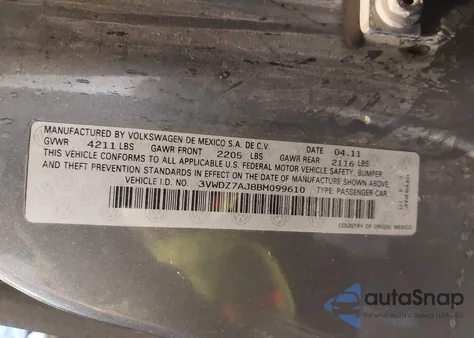 MANUFACTURED BY VOLKSWAGEN DE MEXICO S.A. DE C.V. DATE 04.11
GVWR 4211 LBS GAWR FRONT 2205 LBS GAWR REAR 2116 LBS
THIS VEHICLE CONFORMS TO ALL APPLICABLE U.S. FEDERAL MOTOR VEHICLE SAFETY, BUMPER
AND THEFT PREVENTION STANDARDS IN EFFECT ON THE DATE OF MANUFACTURE SHOWN ABOVE.
VEHICLE I.D. NO. 3VWDZ7AJ8BM099610 TYPE: PASSENGER CAR
COUNTRY OF ORIGIN: MEXICO
autoSnap